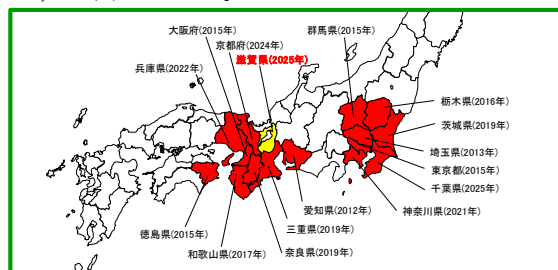 大阪府(2015年)
群馬県(2015年)
京都府(2024年)
滋賀県(2025年)
兵庫県(2022年)
栃木県(2016年)
茨城県(2019年)
埼玉県(2013年)
東京都(2015年)
千葉県(2025年)
愛知県(2012年)
神奈川県(2021年)
徳島県(2015年)
三重県(2019年)
和歌山県(2017年)
奈良県(2019年)